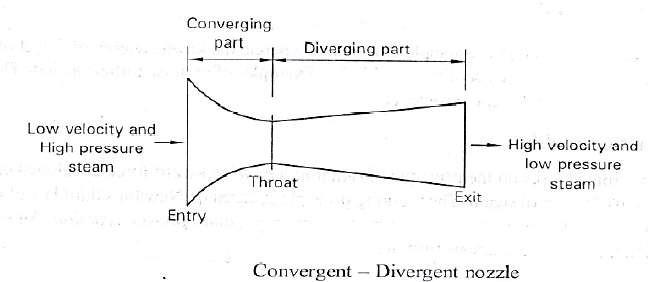 Converging
part
Diverging part
Low velocity and
High pressure
steam
High velocity and
low pressure
steam
Throat
Entry
Exit
Convergent – Divergent nozzle